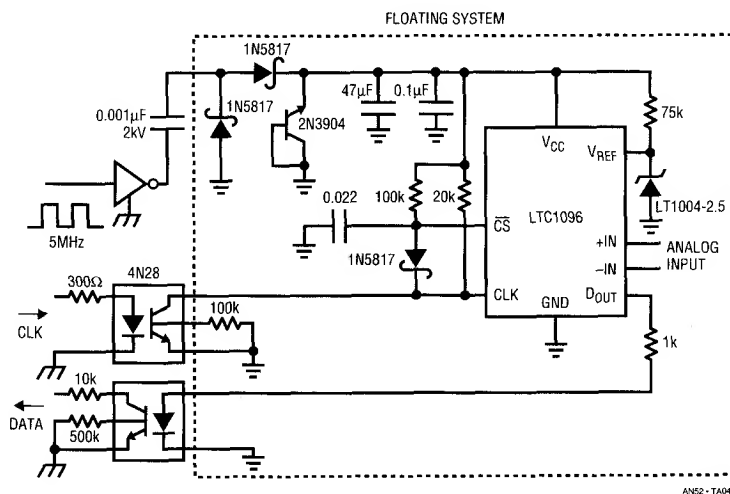 FLOATING SYSTEM
1N5817
1N5817
0.001µF
2kV
2N3904
47µF
0.1µF
75k
5MHz
VCC
VREF
LTC1096
LT1004-2.5
100k
20k
0.022
CS
1N5817
+IN
–IN
ANALOG
INPUT
CLK
GND
DOUT
300Ω
4N28
CLK
100k
1k
10k
DATA
500k
AN52 • TA04